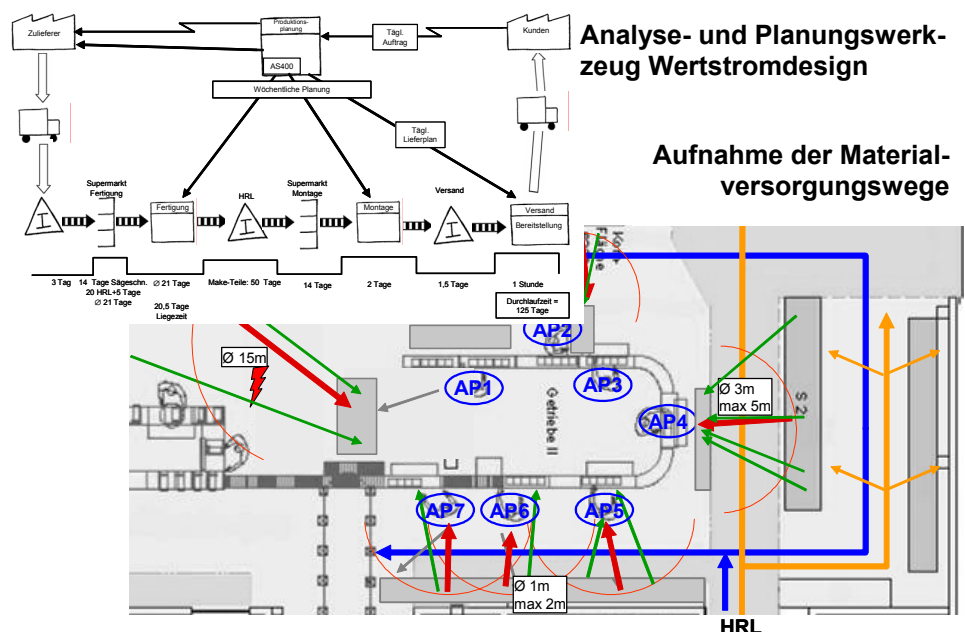 Analyse- und Planungswerk-
zeug Wertstromdesign
Aufnahme der Material-
versorgungswege
Zulieferer
Produktions-
planung
AS400
Tägl.
Auftrag
Kunden
Wöchentliche Planung
Tägl.
Lieferplan
Supermarkt
Fertigung
Fertigung
HRL
Supermarkt
Montage
Montage
Versand
Versand
Bereitstellung
I
I
I
3 Tag
14 Tage Sägeschn.
20 HRL+5 Tage
Ø 21 Tage
Ø 21 Tage
20,5 Tage
Liegezeit
Make-Teile: 50 Tage
14 Tage
2 Tage
1,5 Tage
1 Stunde
Durchlaufzeit =
125 Tage
Ø 15m
AP1
AP2
AP3
AP4
AP5
AP6
AP7
Getriebe II
Ø 3m
max 5m
S 2
Ø 1m
max 2m
HRL